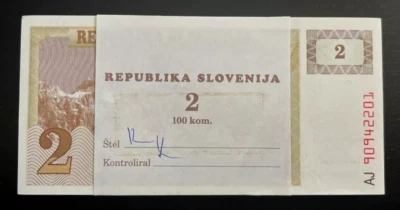 RE
2
REPUBLIKA SLOVENIJA
2
100 kom.
Štel
Kontroliral
2
AJ 90942201